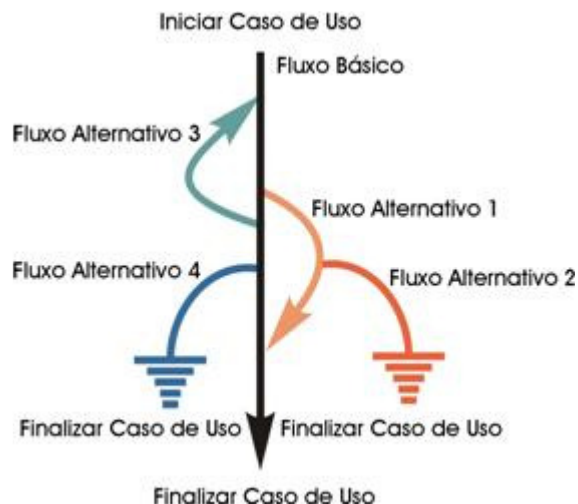 Iniciar Caso de Uso
Fluxo Básico
Fluxo Alternativo 3
Fluxo Alternativo 1
Fluxo Alternativo 4
Fluxo Alternativo 2
Finalizar Caso de Uso
Finalizar Caso de Uso
Finalizar Caso de Uso